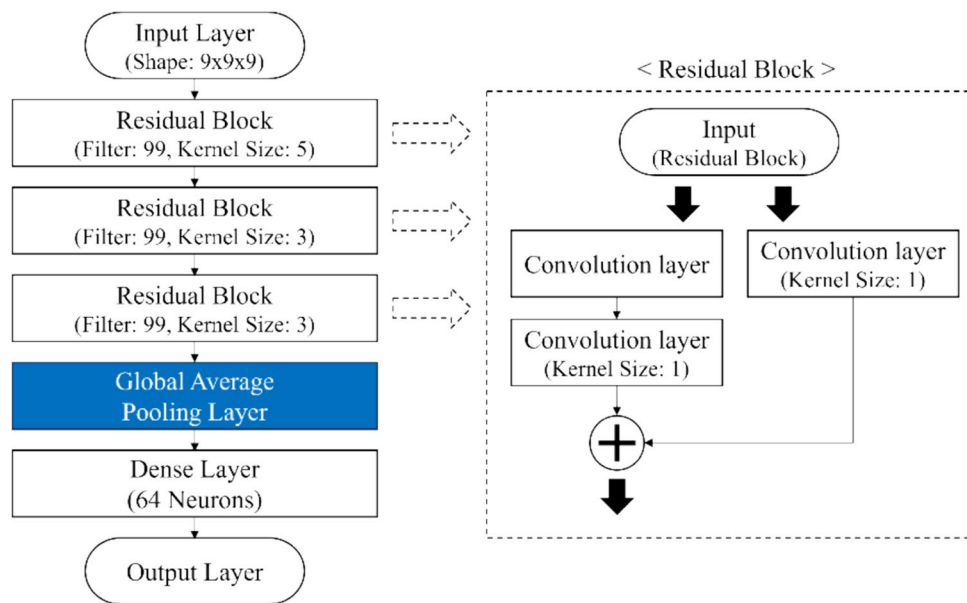 Input Layer
(Shape: 9x9x9)
Residual Block
(Filter: 99, Kernel Size: 5)
Residual Block
(Filter: 99, Kernel Size: 3)
Residual Block
(Filter: 99, Kernel Size: 3)
Global Average
Pooling Layer
Dense Layer
(64 Neurons)
Output Layer
< Residual Block >
Input
(Residual Block)
Convolution layer
Convolution layer
(Kernel Size: 1)
Convolution layer
(Kernel Size: 1)
+